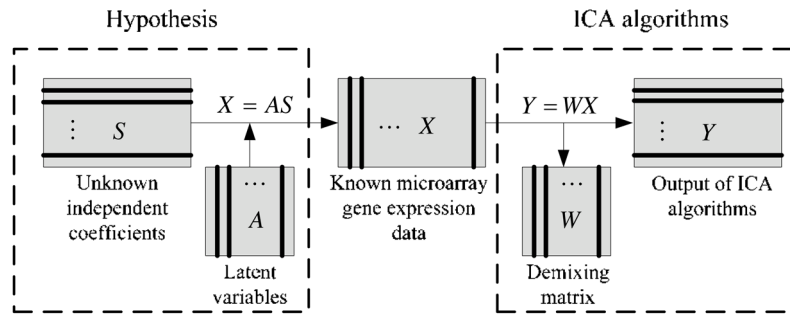 Hypothesis
ICA algorithms
X = AS
Y = WX
⋮ S
⋯ X
⋮ Y
Unknown
independent
coefficients
⋯
A
Known microarray
gene expression
data
⋯
W
Output of ICA
algorithms
Latent
variables
Demixing
matrix